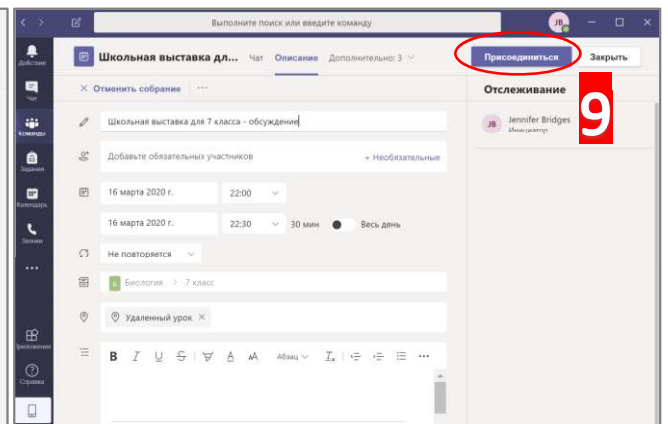 Выполните поиск или введите команду
JB
Действия
Чат
Команды
Задания
Календарь
Звонки
Приложения
Справка
Школьная выставка дл... Чат Описание Дополнительно: 3
Присоединиться Закрыть
× Отменить собрание ...
Отслеживание
9
Школьная выставка для 7 класса - обсуждение
JB Jennifer Bridges
Инициатор
Добавьте обязательных участников + Необязательные
16 марта 2020 г. 22:00
16 марта 2020 г. 22:30 30 мин Весь день
Не повторяется
Б Биология > 7 класс
Удаленный урок ×
B I U S A AA Абзац Ix ...